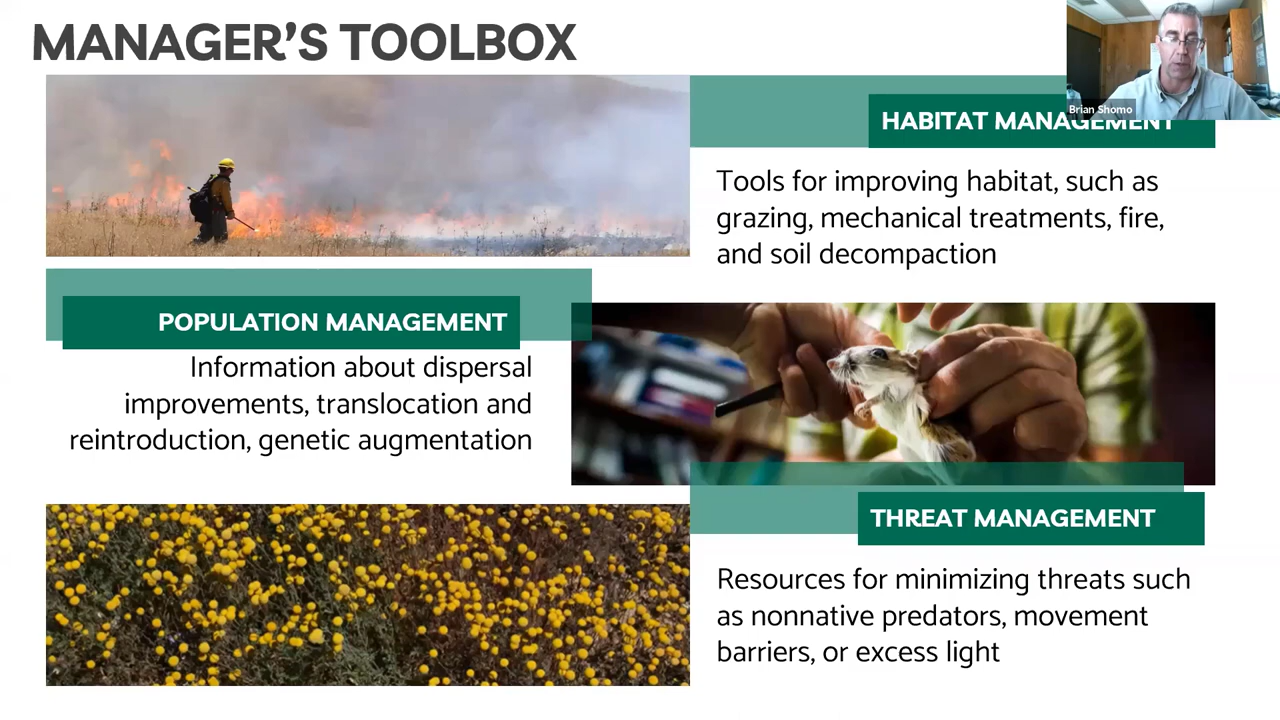 MANAGER'S TOOLBOX
Brian Shomo
HABITAT MANAGEMENT
Tools for improving habitat, such as
grazing, mechanical treatments, fire,
and soil decompaction
POPULATION MANAGEMENT
Information about dispersal
improvements, translocation and
reintroduction, genetic augmentation
THREAT MANAGEMENT
Resources for minimizing threats such
as nonnative predators, movement
barriers, or excess light